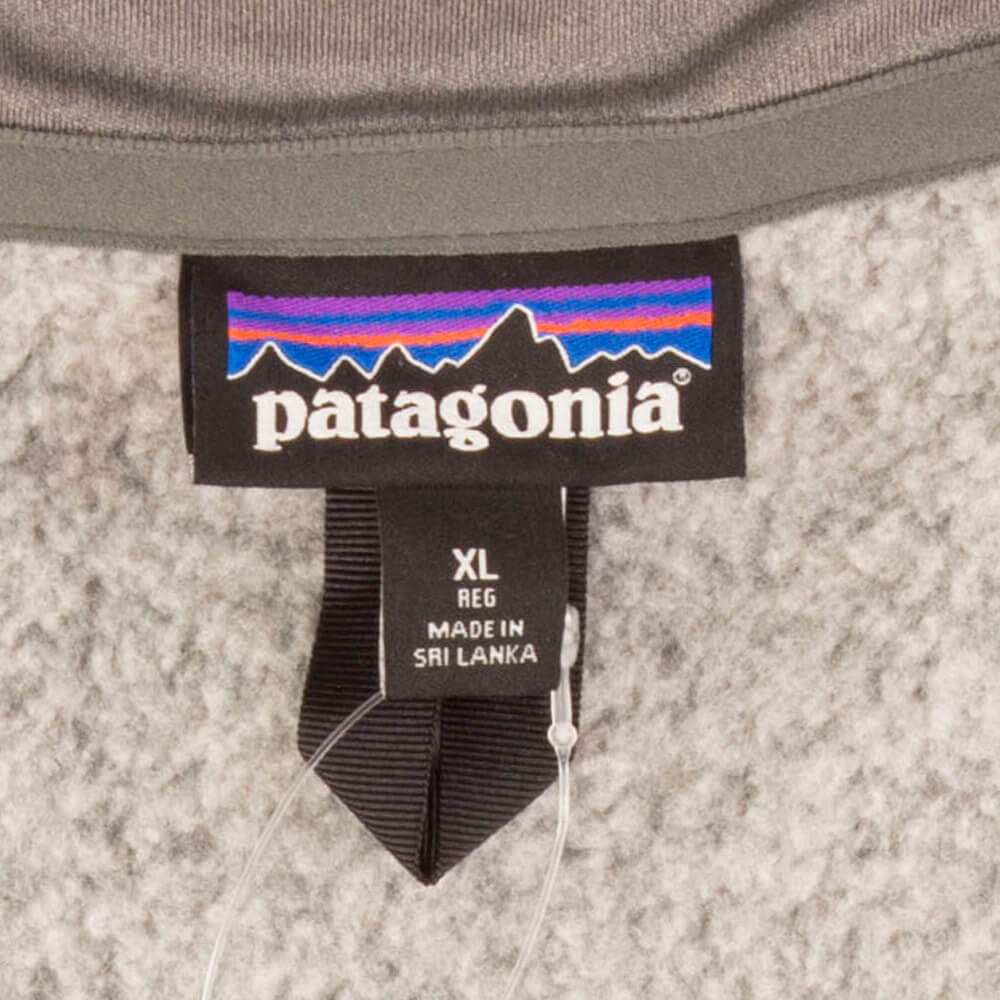 patagonia®
XL
REG
MADE IN
SRI LANKA